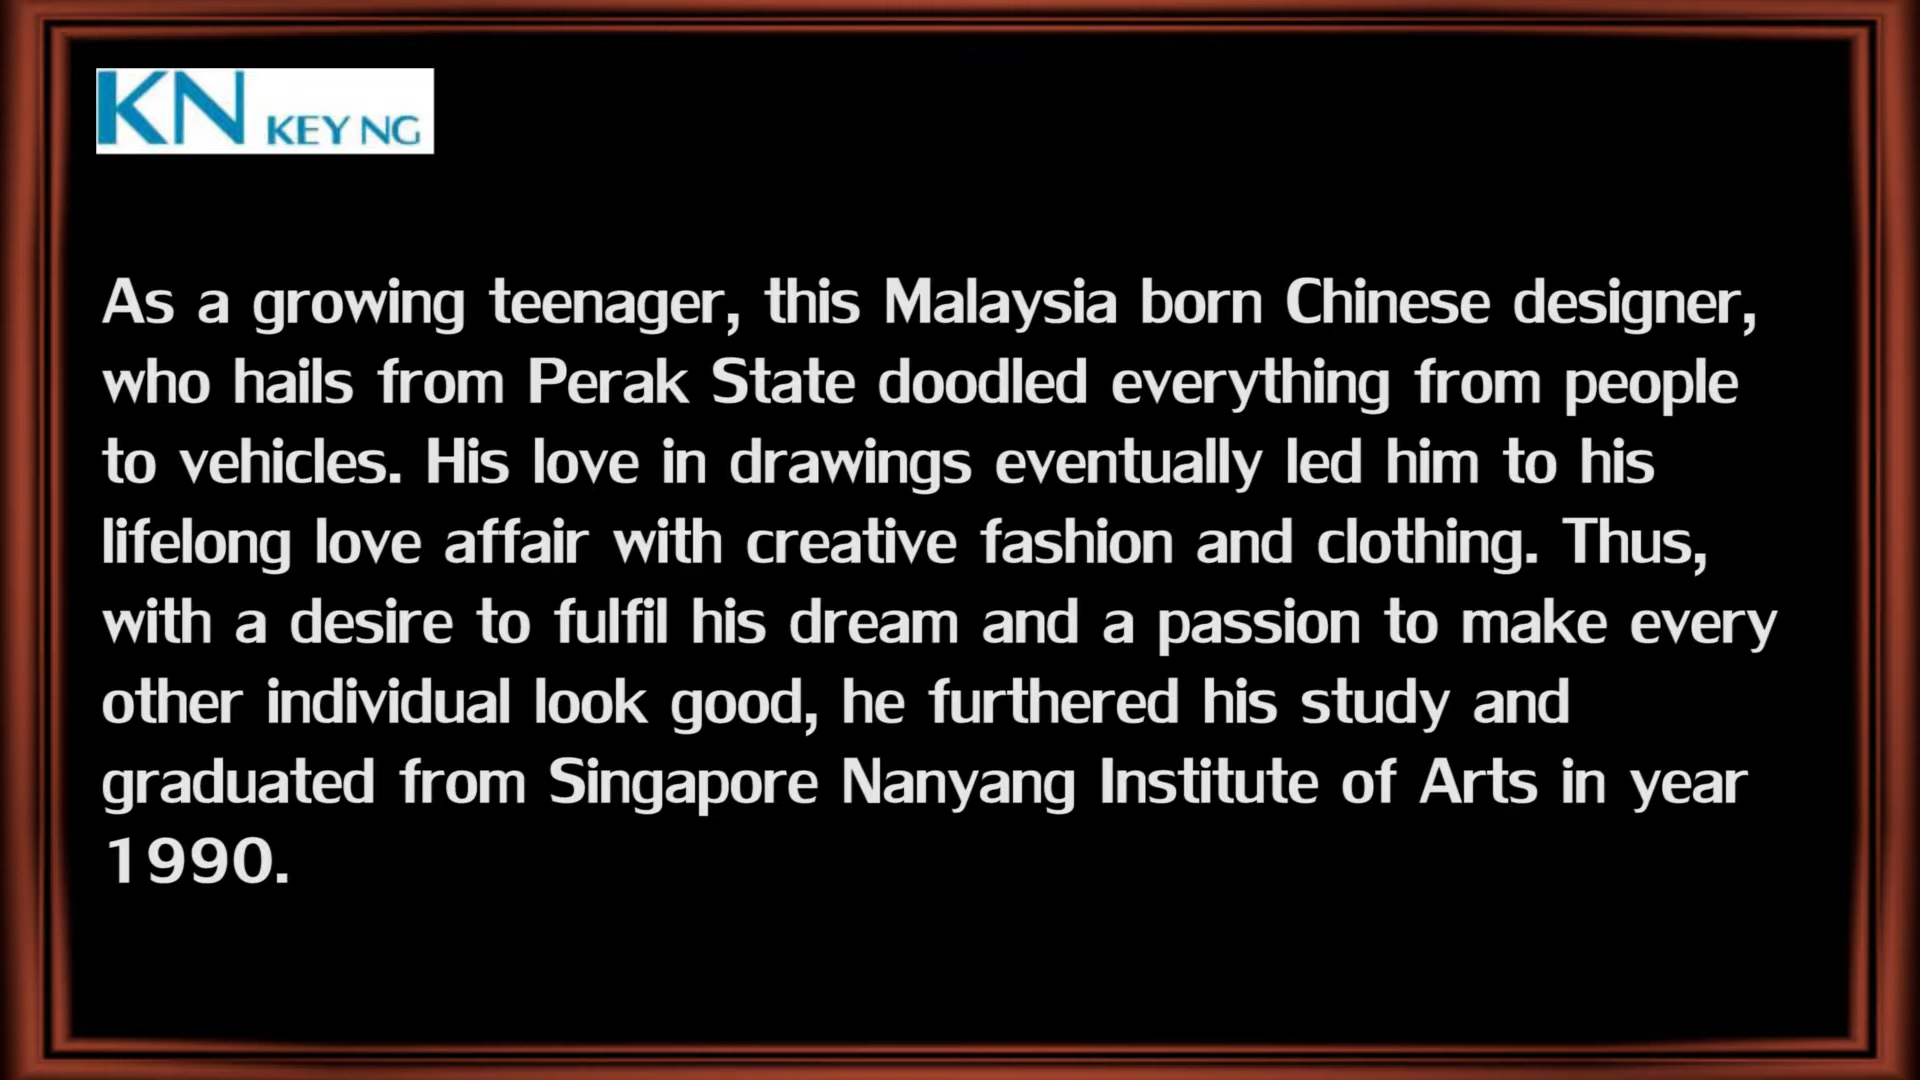 KN KEY NG
As a growing teenager, this Malaysia born Chinese designer,
who hails from Perak State doodled everything from people
to vehicles. His love in drawings eventually led him to his
lifelong love affair with creative fashion and clothing. Thus,
with a desire to fulfil his dream and a passion to make every
other individual look good, he furthered his study and
graduated from Singapore Nanyang Institute of Arts in year
1990.